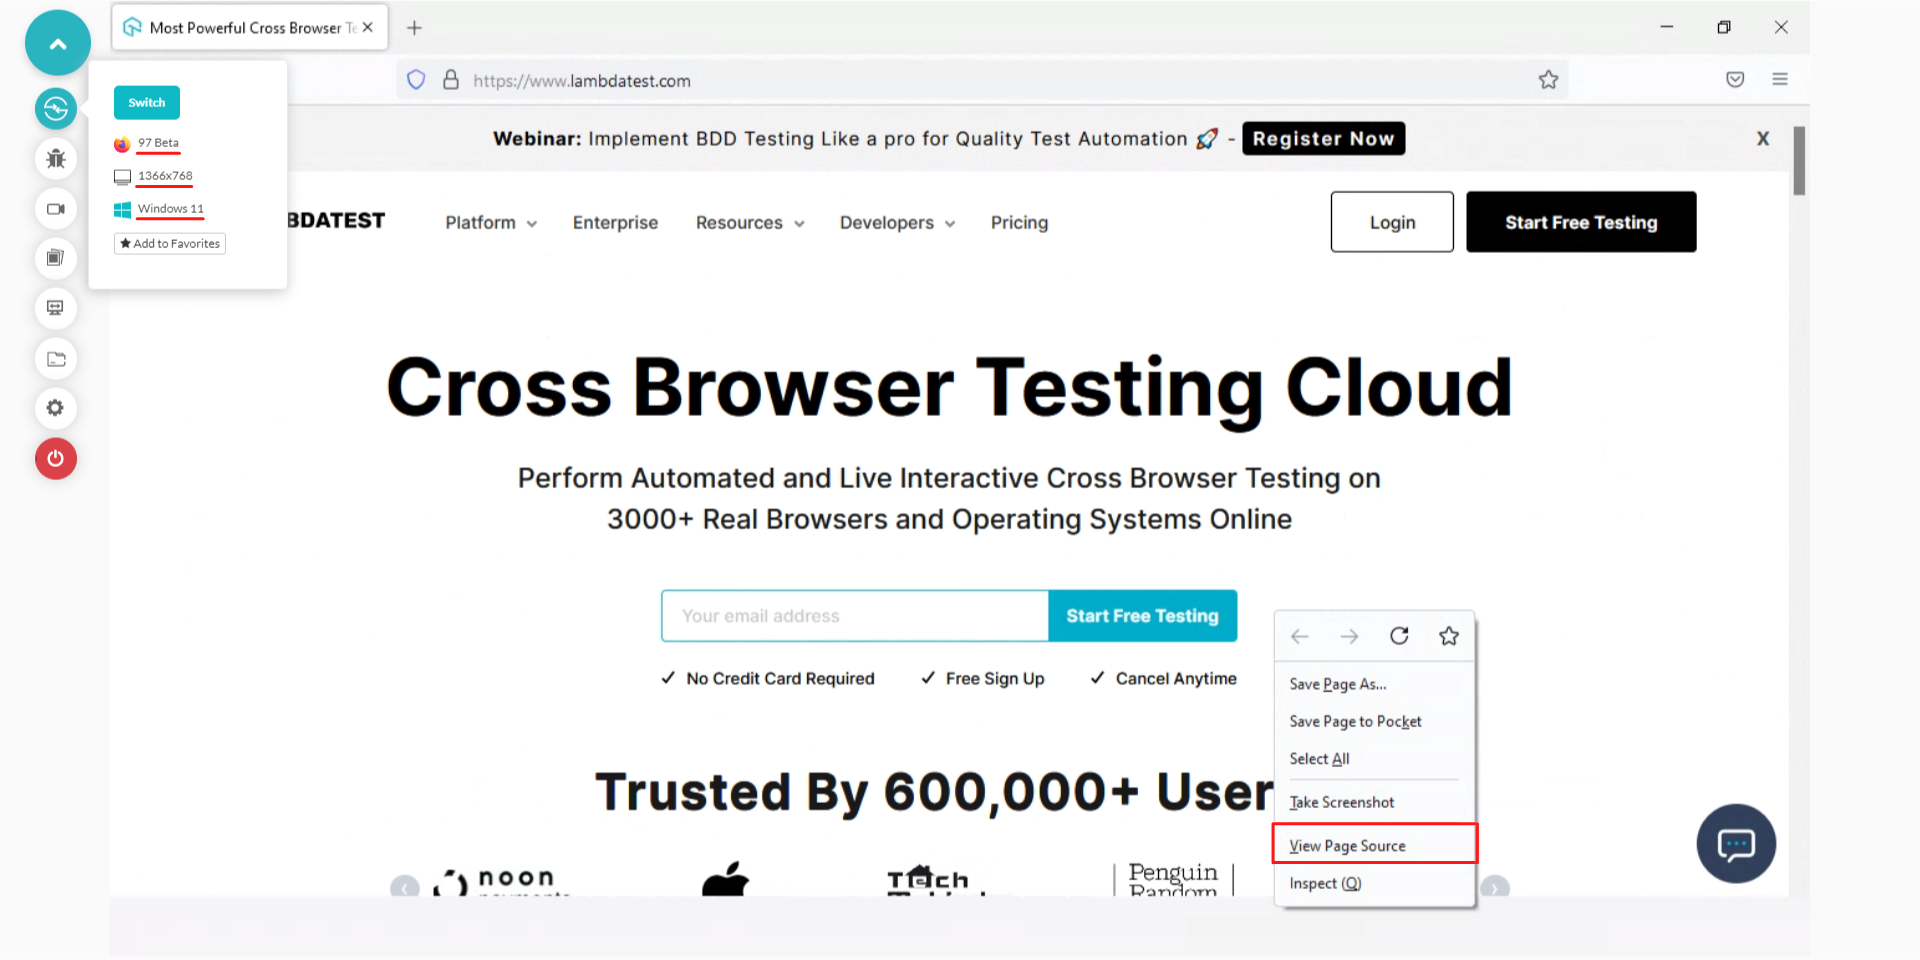 Most Powerful Cross Browser Te
https://www.lambdatest.com
Switch
97 Beta
1366x768
Windows 11
Add to Favorites
Webinar: Implement BDD Testing Like a pro for Quality Test Automation 🚀 - Register Now
X
BDATEST
Platform
Enterprise
Resources
Developers
Pricing
Login
Start Free Testing
Cross Browser Testing Cloud
Perform Automated and Live Interactive Cross Browser Testing on
3000+ Real Browsers and Operating Systems Online
Your email address
Start Free Testing
✓ No Credit Card Required
✓ Free Sign Up
✓ Cancel Anytime
Save Page As...
Save Page to Pocket
Select All
Take Screenshot
View Page Source
Inspect (Q)
Trusted By 600,000+ User
noon
Tech
Penguin
Random